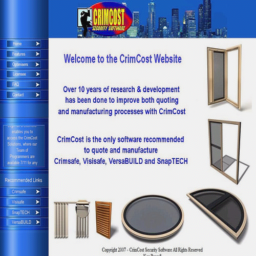 CRIMCOST
SECURITY SOFTWARE
Welcome to the CrimCost Website
Home
Over 10 years of research & development
has been done to improve both quoting
and manufacturing processes with CrimCost
Contact
CrimCost is the only software recommended
to quote and manufacture
Crimsafe, Visisafe, VersaBUILD and SnapTECH
Recommended Links
Crimsafe
Visisafe
SnapTECH
VersaBUILD
Copyright 2007 - CrimCost Security Software All Rights Reserved